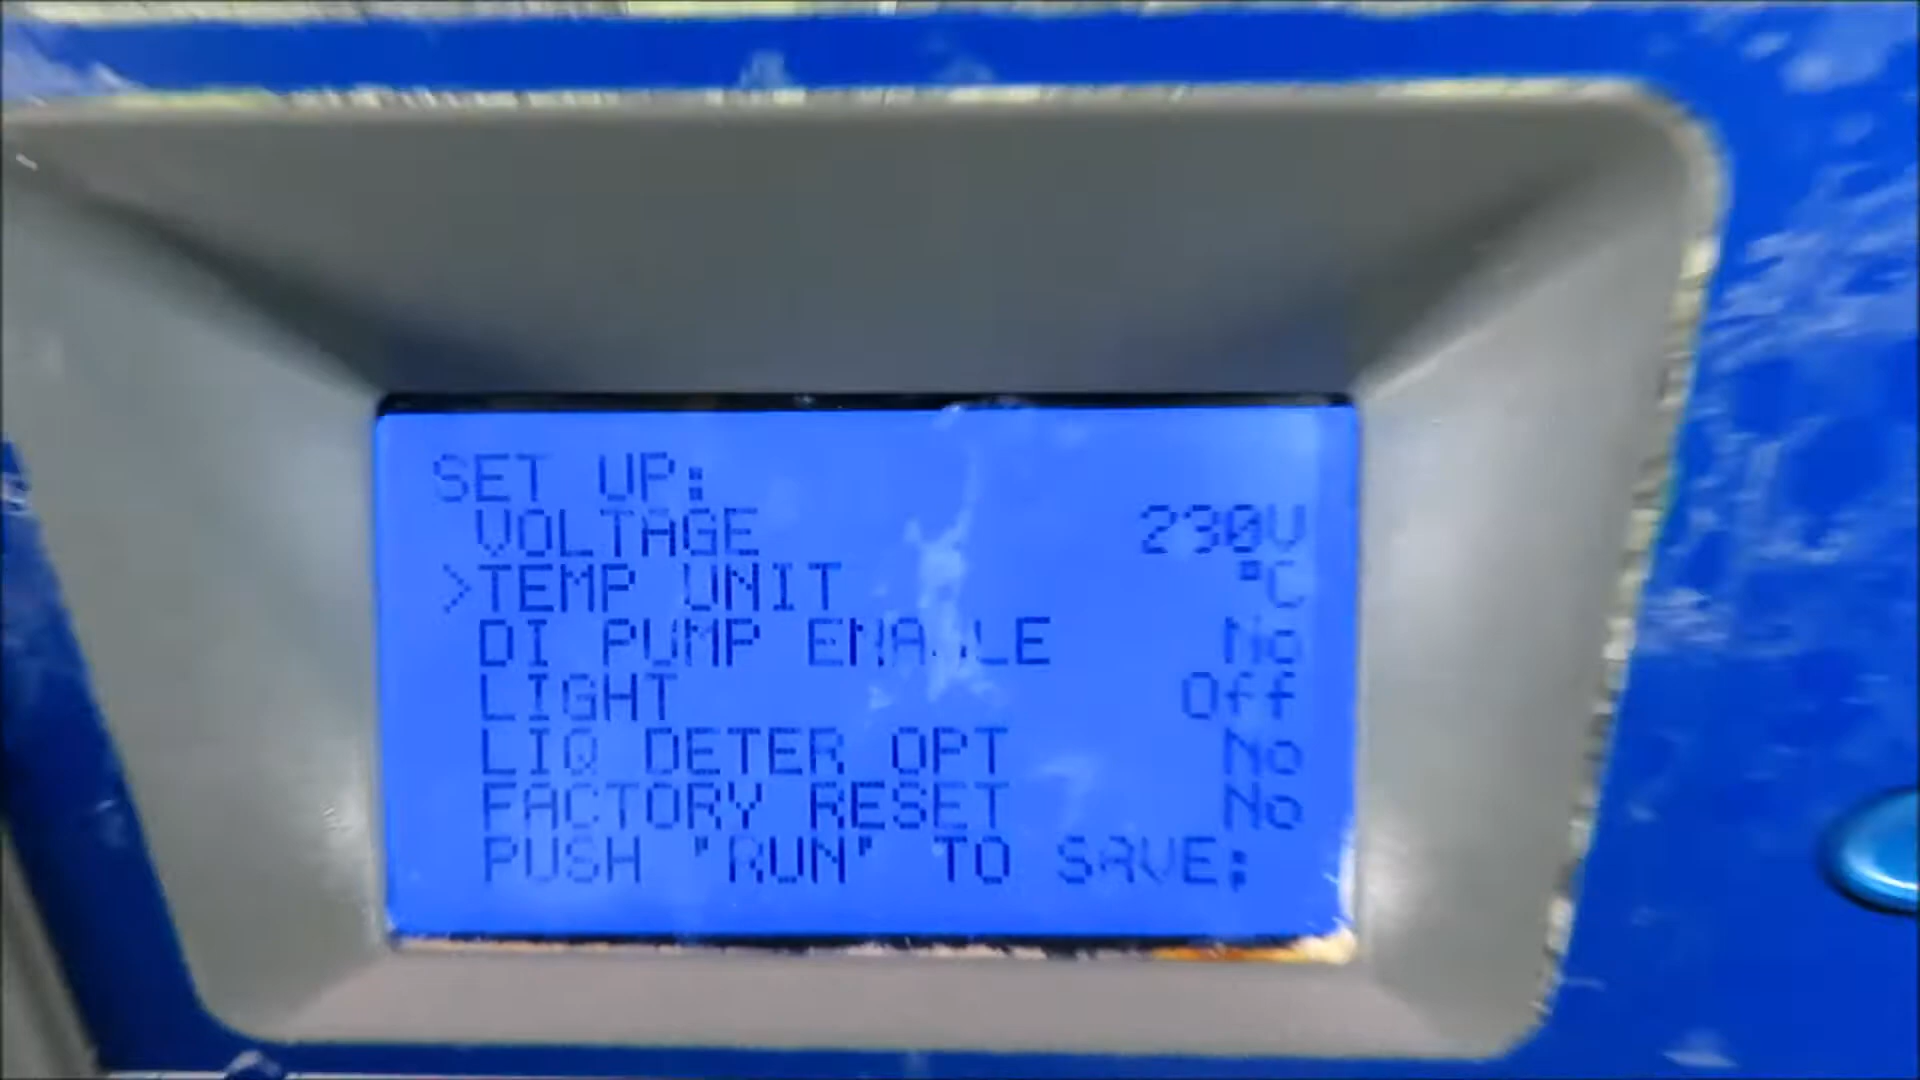 SET UP:
VOLTAGE 230V
>TEMP UNIT °C
DI PUMP ENABLE No
LIGHT Off
LIQ DETER OPT No
FACTORY RESET No
PUSH "RUN" TO SAVE;